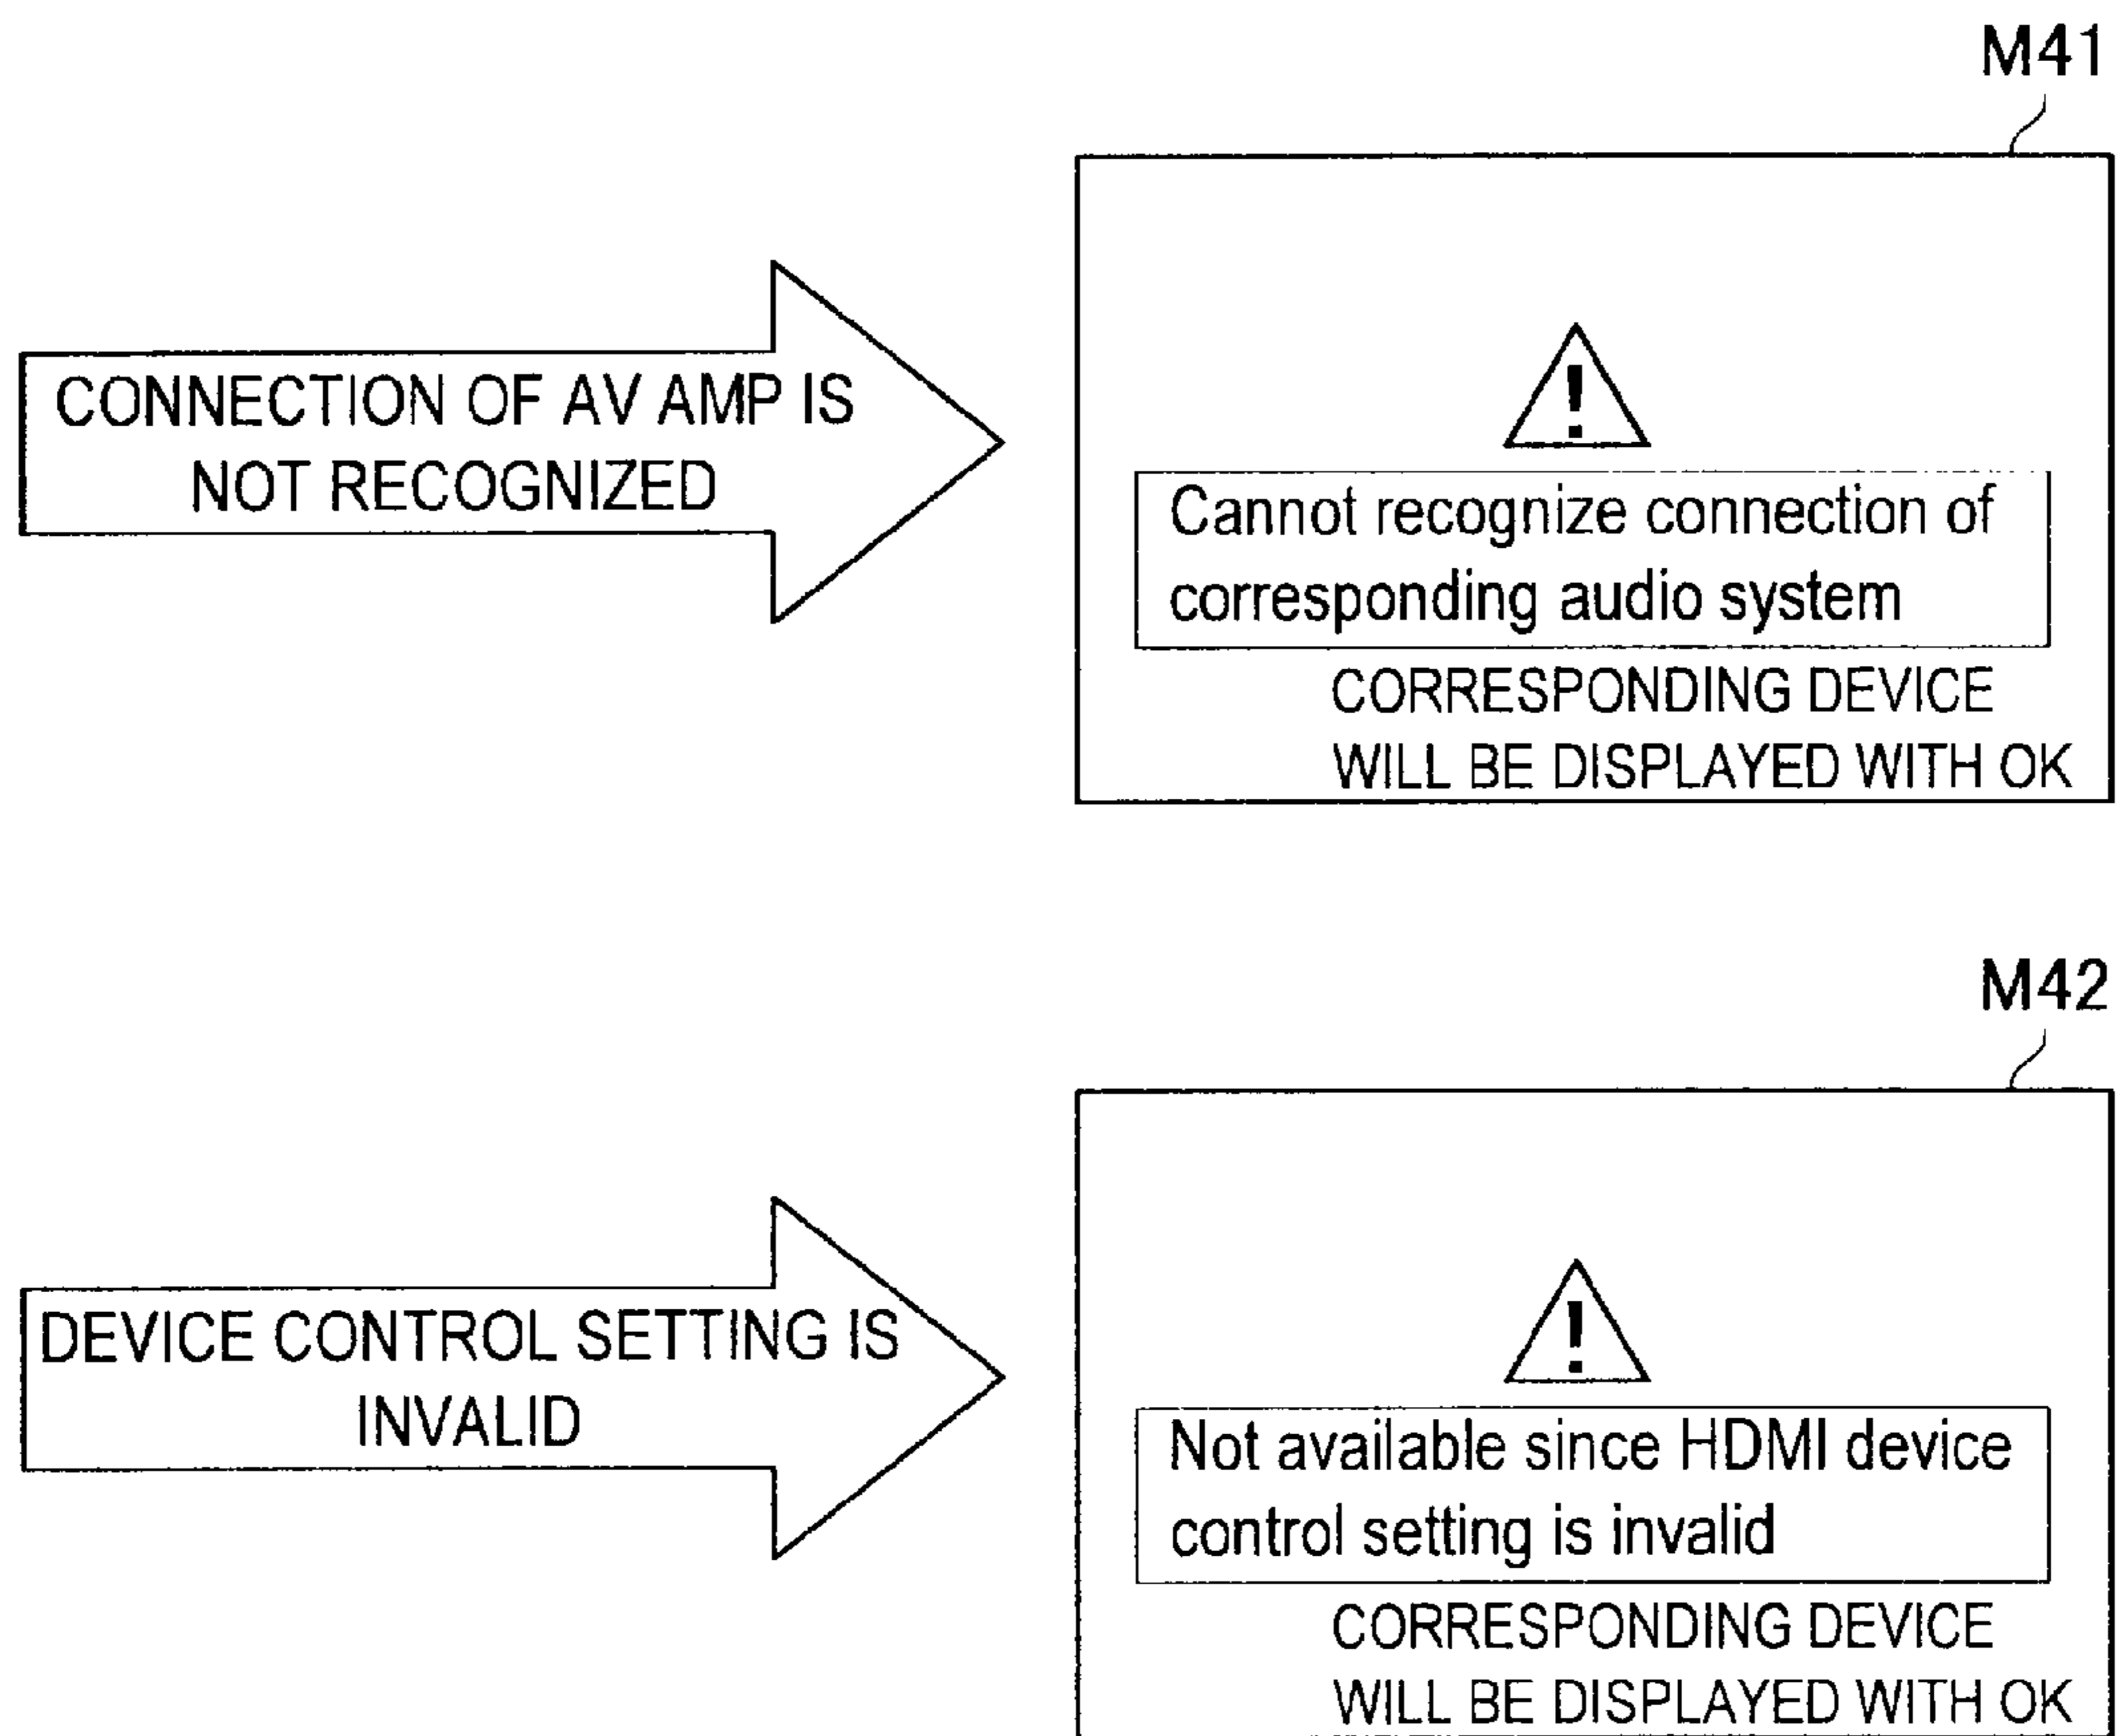 M41
CONNECTION OF AV AMP IS
NOT RECOGNIZED
!
Cannot recognize connection of
corresponding audio system
CORRESPONDING DEVICE
WILL BE DISPLAYED WITH OK
M42
DEVICE CONTROL SETTING IS
INVALID
!
Not available since HDMI device
control setting is invalid
CORRESPONDING DEVICE
WILL BE DISPLAYED WITH OK